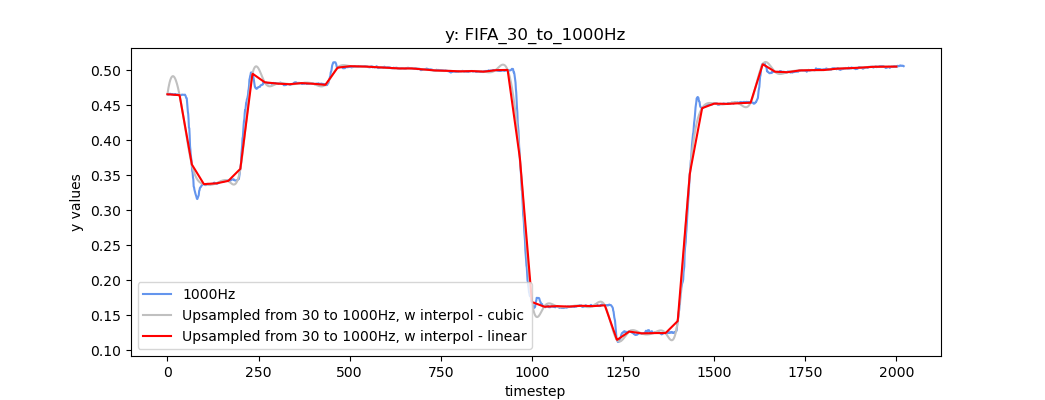 y: FIFA_30_to_1000Hz
0.50
0.45
0.40
0.35
0.30
0.25
0.20
0.15
0.10
y values
1000Hz
Upsampled from 30 to 1000Hz, w interpol - cubic
Upsampled from 30 to 1000Hz, w interpol - linear
0 250 500 750 1000 1250 1500 1750 2000
timestep